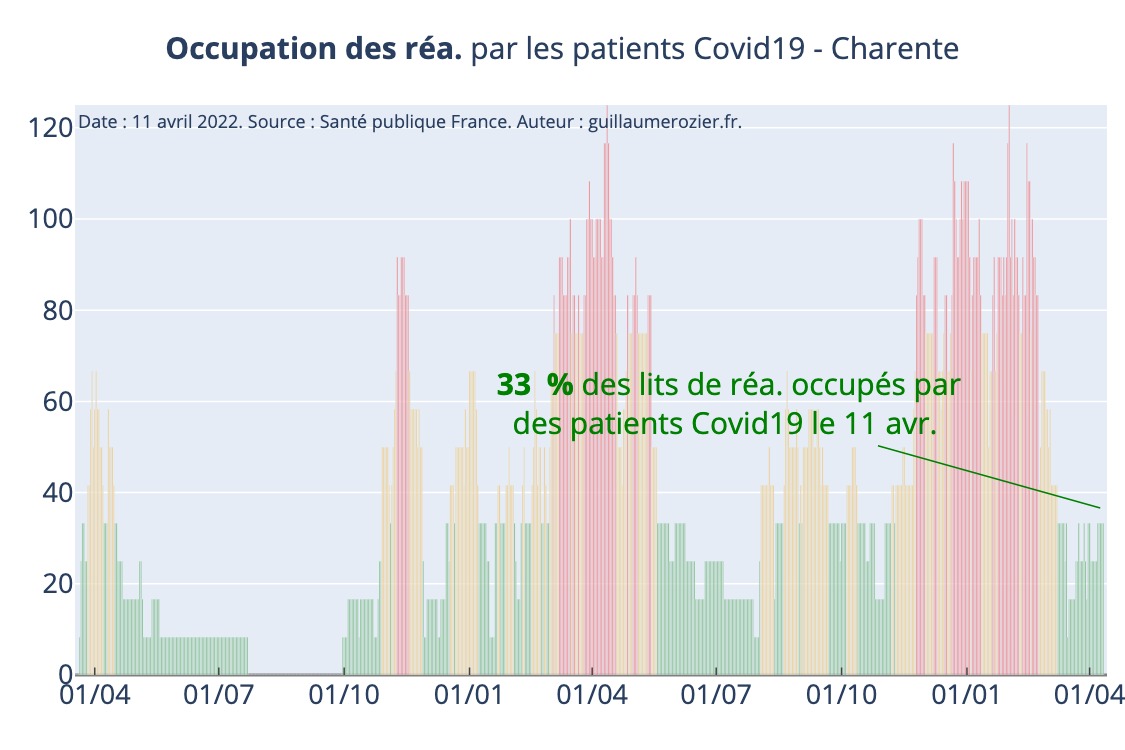 Occupation des réa. par les patients Covid19 - Charente
Date : 11 avril 2022. Source : Santé publique France. Auteur : guillaumerozier.fr.
120
100
80
60
40
20
0
33 % des lits de réa. occupés par
des patients Covid19 le 11 avr.
01/04 01/07 01/10 01/01 01/04 01/07 01/10 01/01 01/04